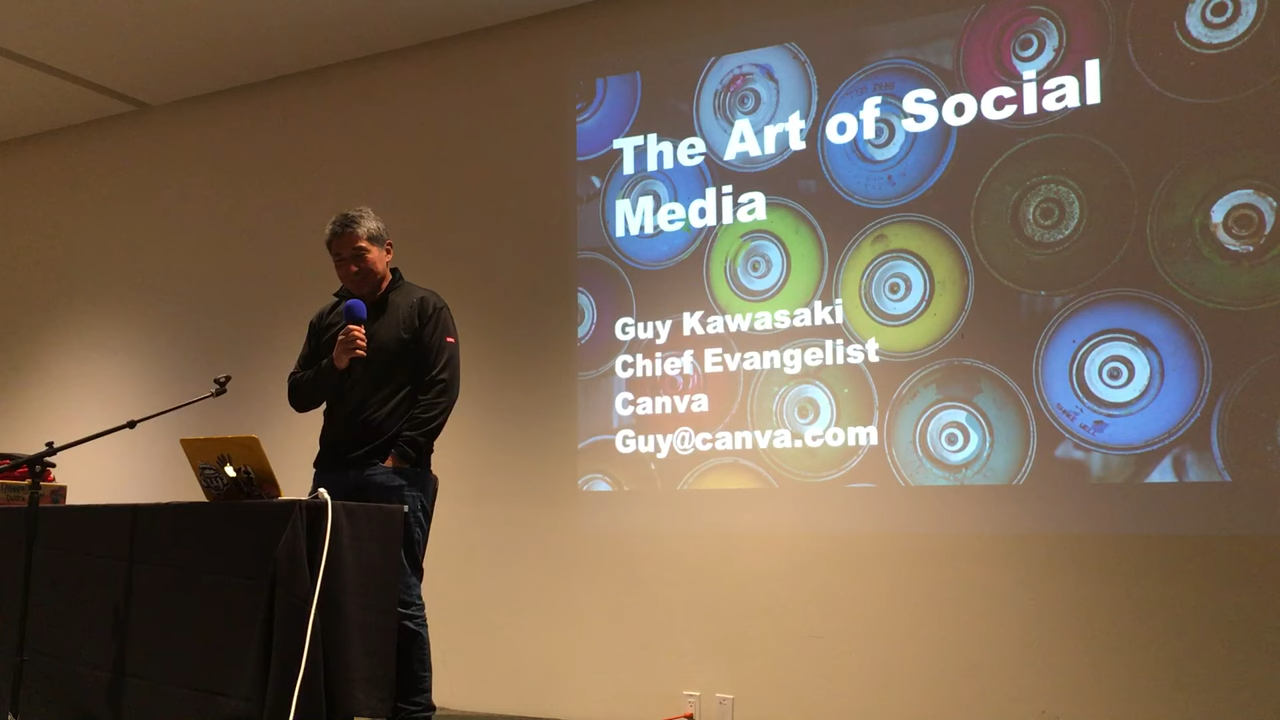 The Art of Social
Media
Guy Kawasaki
Chief Evangelist
Canva
Guy@canva.com